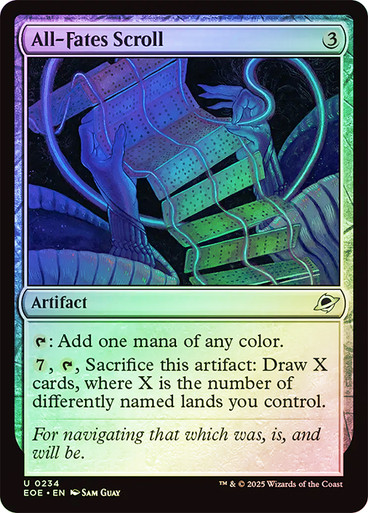 All-Fates Scroll 3
Artifact
: Add one mana of any color.
7, , Sacrifice this artifact: Draw X
cards, where X is the number of
differently named lands you control.
For navigating that which was, is, and
will be.
U 0234
EOE • EN Sam Guay
™ & © 2025 Wizards of the Coast